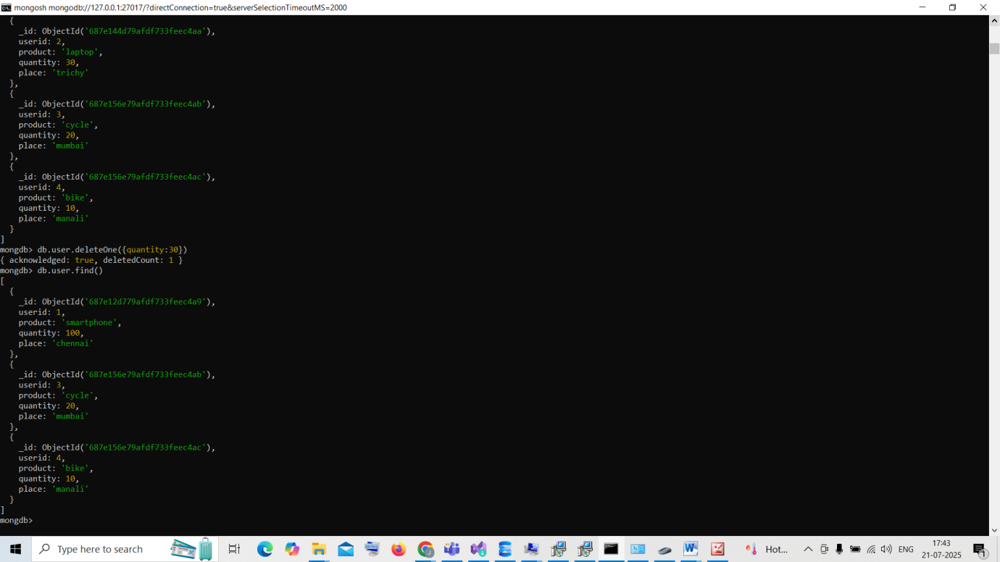 mongosh mongodb://127.0.0.1:27017/?directConnection=true&serverSelectionTimeoutMS=2000
{
_id: ObjectId('687e144d79afdf733feec4aa'),
userid: 2,
product: 'laptop',
quantity: 30,
place: 'trichy'
},
{
_id: ObjectId('687e156e79afdf733feec4ab'),
userid: 3,
product: 'cycle',
quantity: 20,
place: 'mumbai'
},
{
_id: ObjectId('687e156e79afdf733feec4ac'),
userid: 4,
product: 'bike',
quantity: 10,
place: 'manali'
}
]
mongdb> db.user.deleteOne({quantity:30})
{ acknowledged: true, deletedCount: 1 }
mongdb> db.user.find()
[
{
_id: ObjectId('687e12d779afdf733feec4a9'),
userid: 1,
product: 'smartphone',
quantity: 100,
place: 'chennai'
},
{
_id: ObjectId('687e156e79afdf733feec4ab'),
userid: 3,
product: 'cycle',
quantity: 20,
place: 'mumbai'
},
{
_id: ObjectId('687e156e79afdf733feec4ac'),
userid: 4,
product: 'bike',
quantity: 10,
place: 'manali'
}
]
mongdb>
Type here to search
Hot...
ENG
17:43
21-07-2025
1